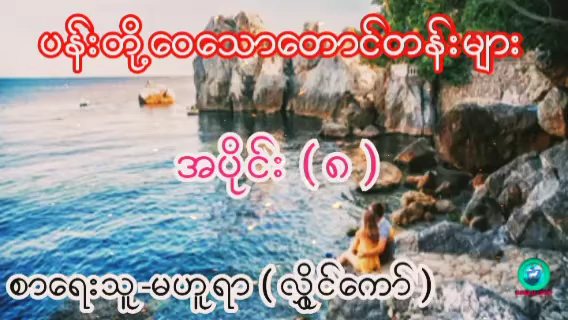 ပန်းတို့ဝေသောတောင်တန်းများ
အပိုင်း (၈)
စာရေးသူ-မဟူရာ (လှိူင်ကော်)